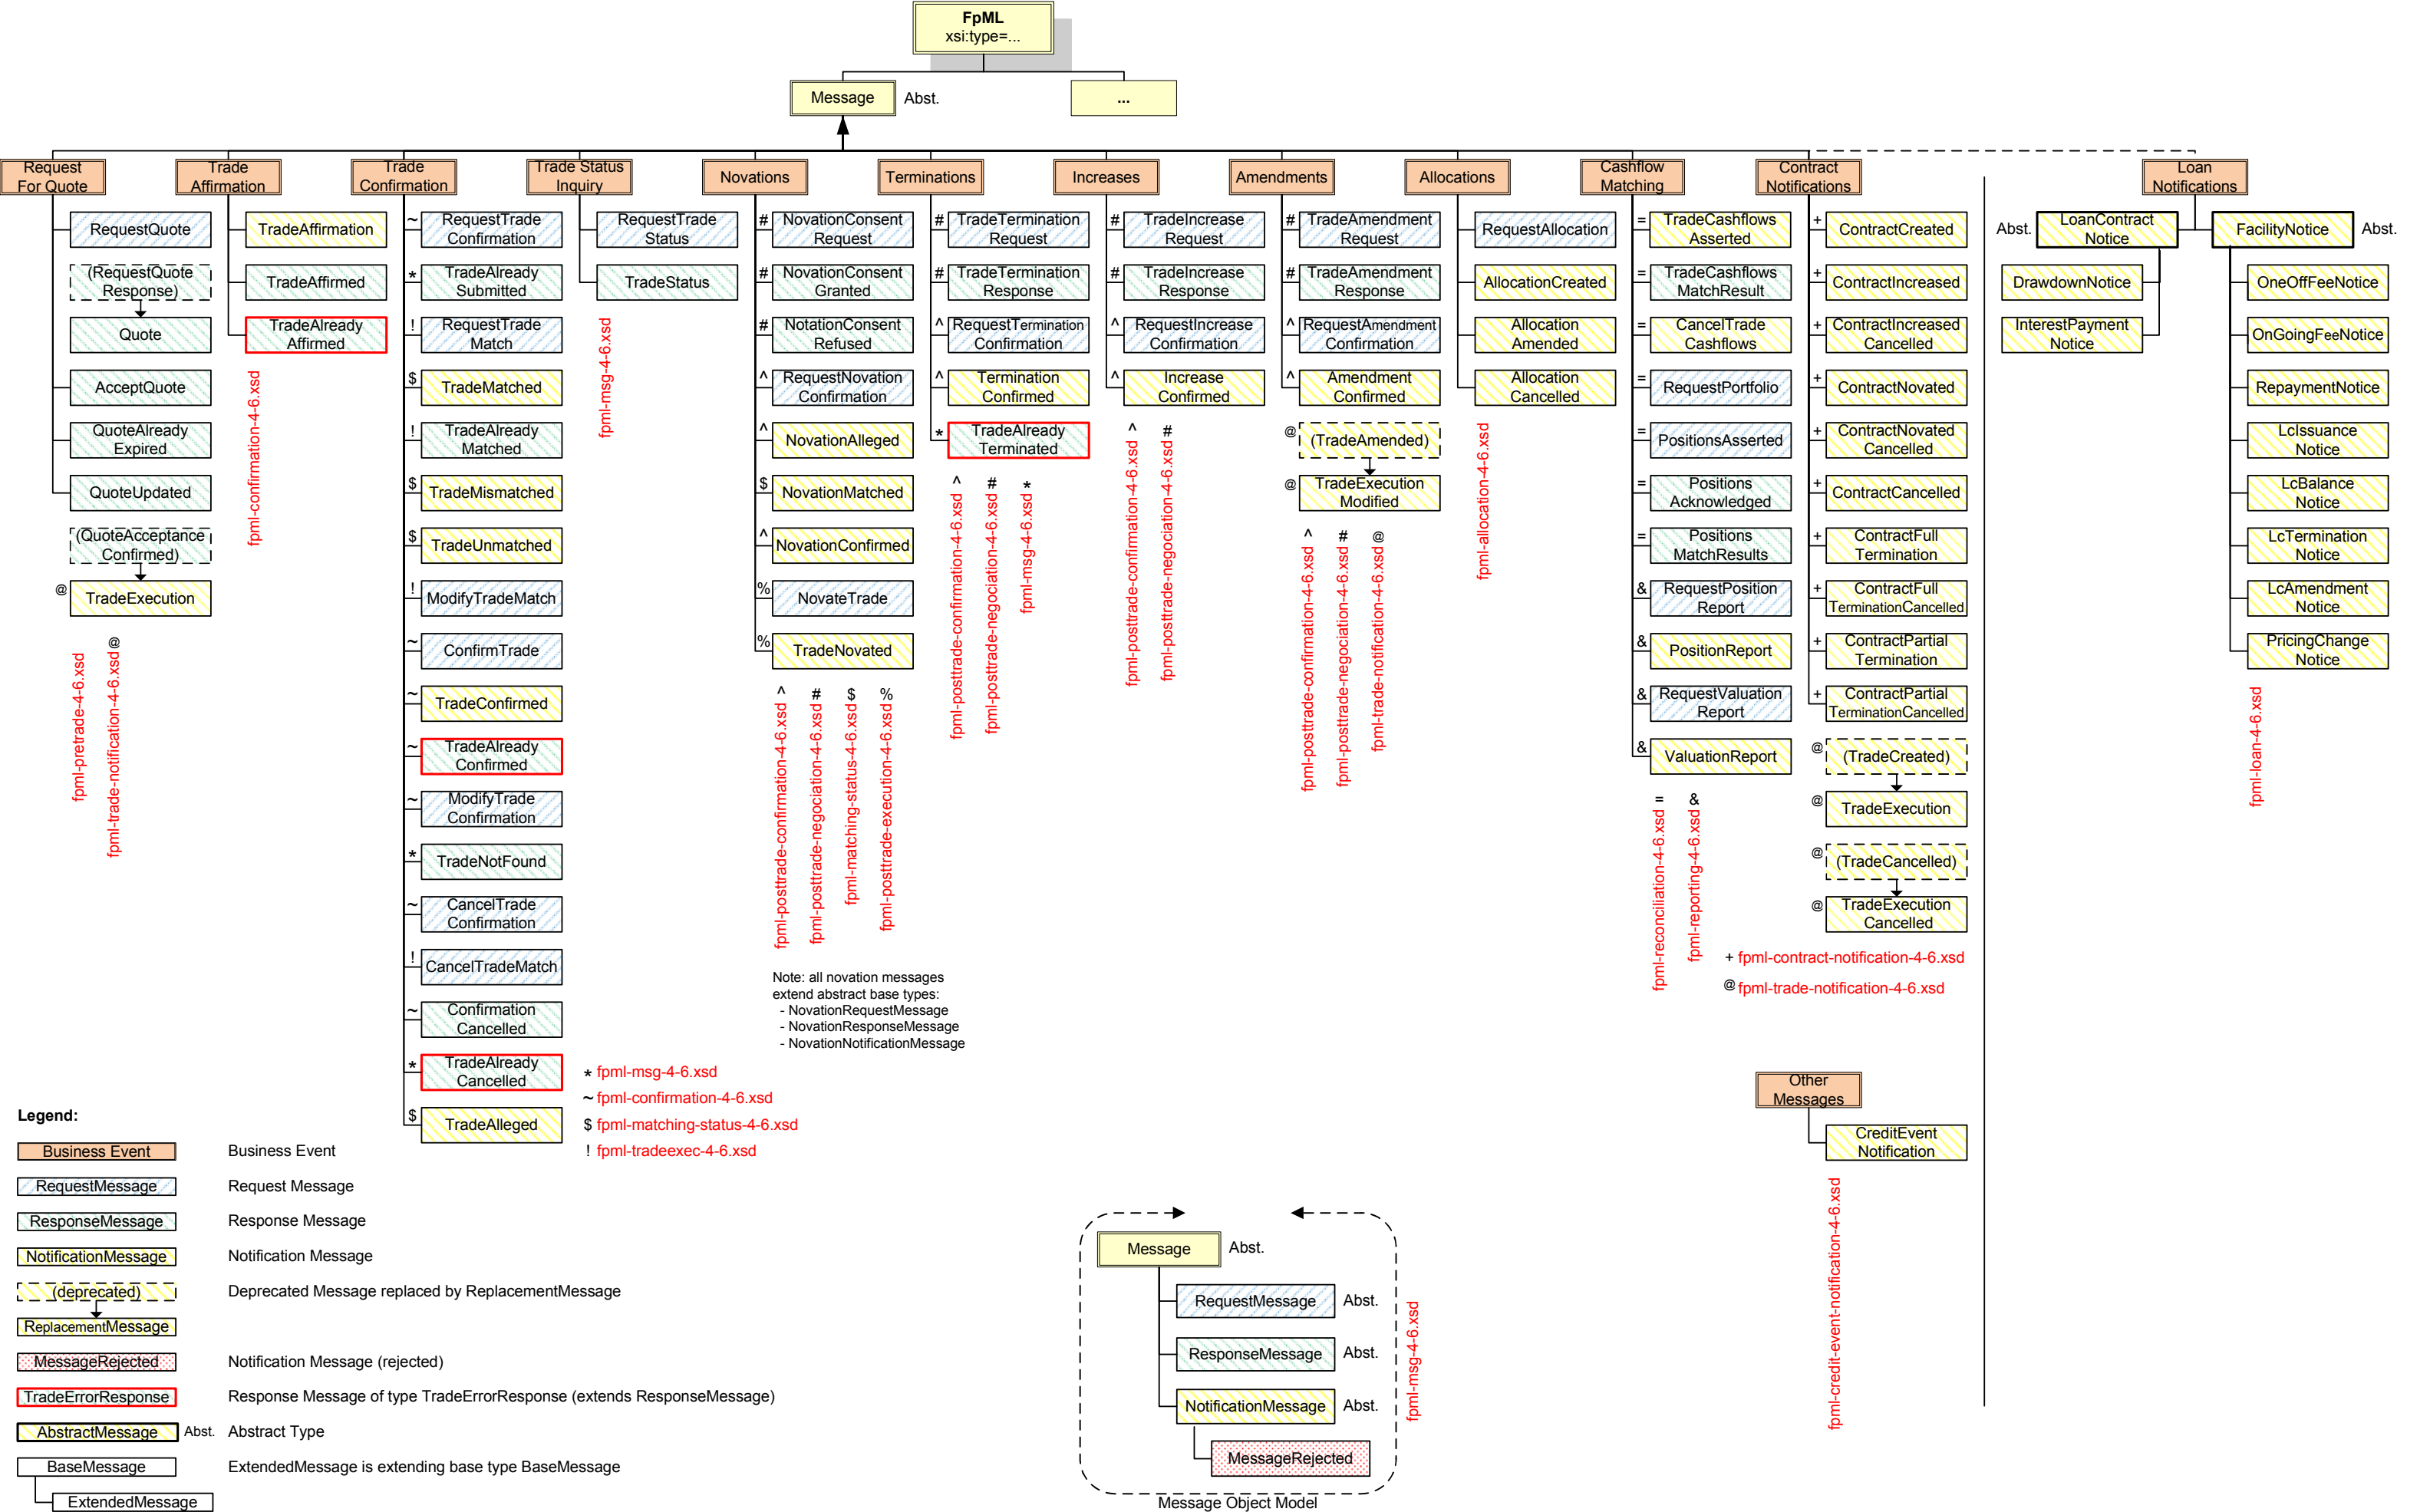 FpML
xsi:type=...
Message
Abst.
...
Request
For Quote
RequestQuote
(RequestQuote
Response)
Quote
AcceptQuote
QuoteAlready
Expired
QuoteUpdated
(QuoteAcceptance
Confirmed)
@
TradeExecution
fpml-pretrade-4-6.xsd
fpml-trade-notification-4-6.xsd @
Trade
Affirmation
TradeAffirmation
TradeAffirmed
TradeAlready
Affirmed
fpml-confirmation-4-6.xsd
Trade
Confirmation
~
RequestTrade
Confirmation
*
TradeAlready
Submitted
!
RequestTrade
Match
$
TradeMatched
!
TradeAlready
Matched
$
TradeMismatched
$
TradeUnmatched
!
ModifyTradeMatch
~
ConfirmTrade
~
TradeConfirmed
~
TradeAlready
Confirmed
~
ModifyTrade
Confirmation
*
TradeNotFound
~
CancelTrade
Confirmation
!
CancelTradeMatch
~
Confirmation
Cancelled
*
TradeAlready
Cancelled
$
TradeAlleged
* fpml-msg-4-6.xsd
~ fpml-confirmation-4-6.xsd
$ fpml-matching-status-4-6.xsd
! fpml-tradeexec-4-6.xsd
Trade Status
Inquiry
RequestTrade
Status
TradeStatus
fpml-msg-4-6.xsd
Novations
#
NovationConsent
Request
#
NovationConsent
Granted
#
NotationConsent
Refused
^
RequestNovation
Confirmation
^
NovationAlleged
$
NovationMatched
^
NovationConfirmed
%
NovateTrade
%
TradeNovated
fpml-posttrade-confirmation-4-6.xsd ^
fpml-posttrade-negociation-4-6.xsd #
fpml-matching-status-4-6.xsd $
fpml-posttrade-execution-4-6.xsd %
Note: all novation messages
extend abstract base types:
- NovationRequestMessage
- NovationResponseMessage
- NovationNotificationMessage
Terminations
#
TradeTermination
Request
#
TradeTermination
Response
^
RequestTermination
Confirmation
^
Termination
Confirmed
*
TradeAlready
Terminated
fpml-posttrade-confirmation-4-6.xsd ^
fpml-posttrade-negociation-4-6.xsd #
fpml-msg-4-6.xsd *
Increases
#
TradeIncrease
Request
#
TradeIncrease
Response
^
RequestIncrease
Confirmation
^
Increase
Confirmed
fpml-posttrade-confirmation-4-6.xsd ^
fpml-posttrade-negociation-4-6.xsd #
Amendments
#
TradeAmendment
Request
#
TradeAmendment
Response
^
RequestAmendment
Confirmation
^
Amendment
Confirmed
@
(TradeAmended)
@
TradeExecution
Modified
fpml-posttrade-confirmation-4-6.xsd ^
fpml-posttrade-negociation-4-6.xsd #
fpml-trade-notification-4-6.xsd @
Allocations
RequestAllocation
AllocationCreated
Allocation
Amended
Allocation
Cancelled
fpml-allocation-4-6.xsd
Cashflow
Matching
=
TradeCashflows
Asserted
=
TradeCashflows
MatchResult
=
CancelTrade
Cashflows
=
RequestPortfolio
=
PositionsAsserted
=
Positions
Acknowledged
=
Positions
MatchResults
&
RequestPosition
Report
&
PositionReport
&
RequestValuation
Report
&
ValuationReport
fpml-reconciliation-4-6.xsd =
fpml-reporting-4-6.xsd &
Contract
Notifications
+
ContractCreated
+
ContractIncreased
+
ContractIncreased
Cancelled
+
ContractNovated
+
ContractNovated
Cancelled
+
ContractCancelled
+
ContractFull
Termination
+
ContractFull
TerminationCancelled
+
ContractPartial
Termination
+
ContractPartial
TerminationCancelled
@
(TradeCreated)
@
TradeExecution
@
(TradeCancelled)
@
TradeExecution
Cancelled
+ fpml-contract-notification-4-6.xsd
@ fpml-trade-notification-4-6.xsd
Other
Messages
CreditEvent
Notification
fpml-credit-event-notification-4-6.xsd
Loan
Notifications
Abst.
LoanContract
Notice
FacilityNotice
Abst.
DrawdownNotice
InterestPayment
Notice
OneOffFeeNotice
OnGoingFeeNotice
RepaymentNotice
LcIssuance
Notice
LcBalance
Notice
LcTermination
Notice
LcAmendment
Notice
PricingChange
Notice
fpml-loan-4-6.xsd
Legend:
Business Event
Business Event
RequestMessage
Request Message
ResponseMessage
Response Message
NotificationMessage
Notification Message
(deprecated)
Deprecated Message replaced by ReplacementMessage
ReplacementMessage
MessageRejected
Notification Message (rejected)
TradeErrorResponse
Response Message of type TradeErrorResponse (extends ResponseMessage)
AbstractMessage
Abst.
Abstract Type
BaseMessage
ExtendedMessage is extending base type BaseMessage
ExtendedMessage
Message
Abst.
RequestMessage
Abst.
ResponseMessage
Abst.
NotificationMessage
Abst.
MessageRejected
fpml-msg-4-6.xsd
Message Object Model